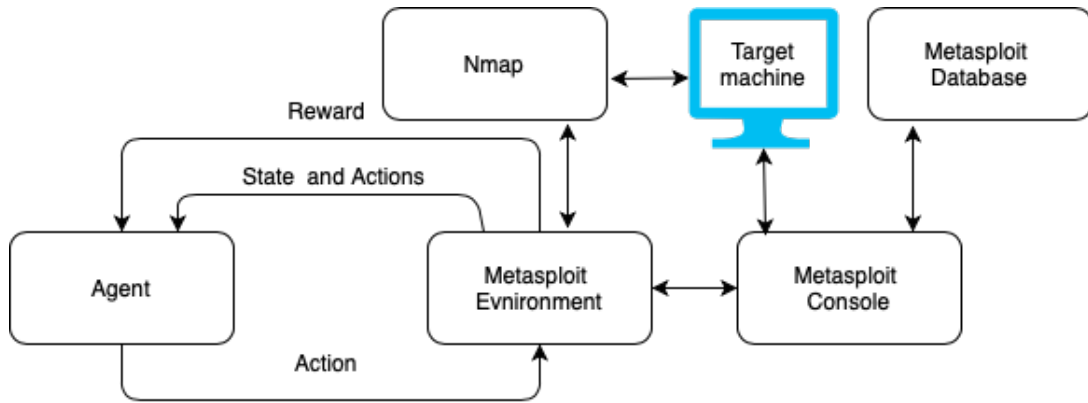 Nmap
Target
machine
Metasploit
Database
Reward
State and Actions
Agent
Metasploit
Evnironment
Metasploit
Console
Action